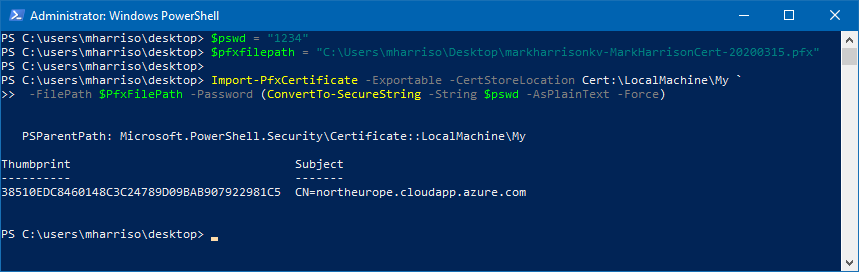 Administrator: Windows PowerShell
PS C:\users\mharriso\desktop> $pswd = "1234"
PS C:\users\mharriso\desktop> $pfxfilepath = "C:\Users\mharriso\Desktop\markharrisonkv-MarkHarrisonCert-20200315.pfx"
PS C:\users\mharriso\desktop>
PS C:\users\mharriso\desktop> Import-PfxCertificate -Exportable -CertStoreLocation Cert:\LocalMachine\My `
>>  -FilePath $PfxFilePath -Password (ConvertTo-SecureString -String $pswd -AsPlainText -Force)
PSParentPath: Microsoft.PowerShell.Security\Certificate::LocalMachine\My
Thumbprint                                Subject
----------                                -------
38510EDC8460148C3C24789D09BAB907922981C5  CN=northeurope.cloudapp.azure.com
PS C:\users\mharriso\desktop>